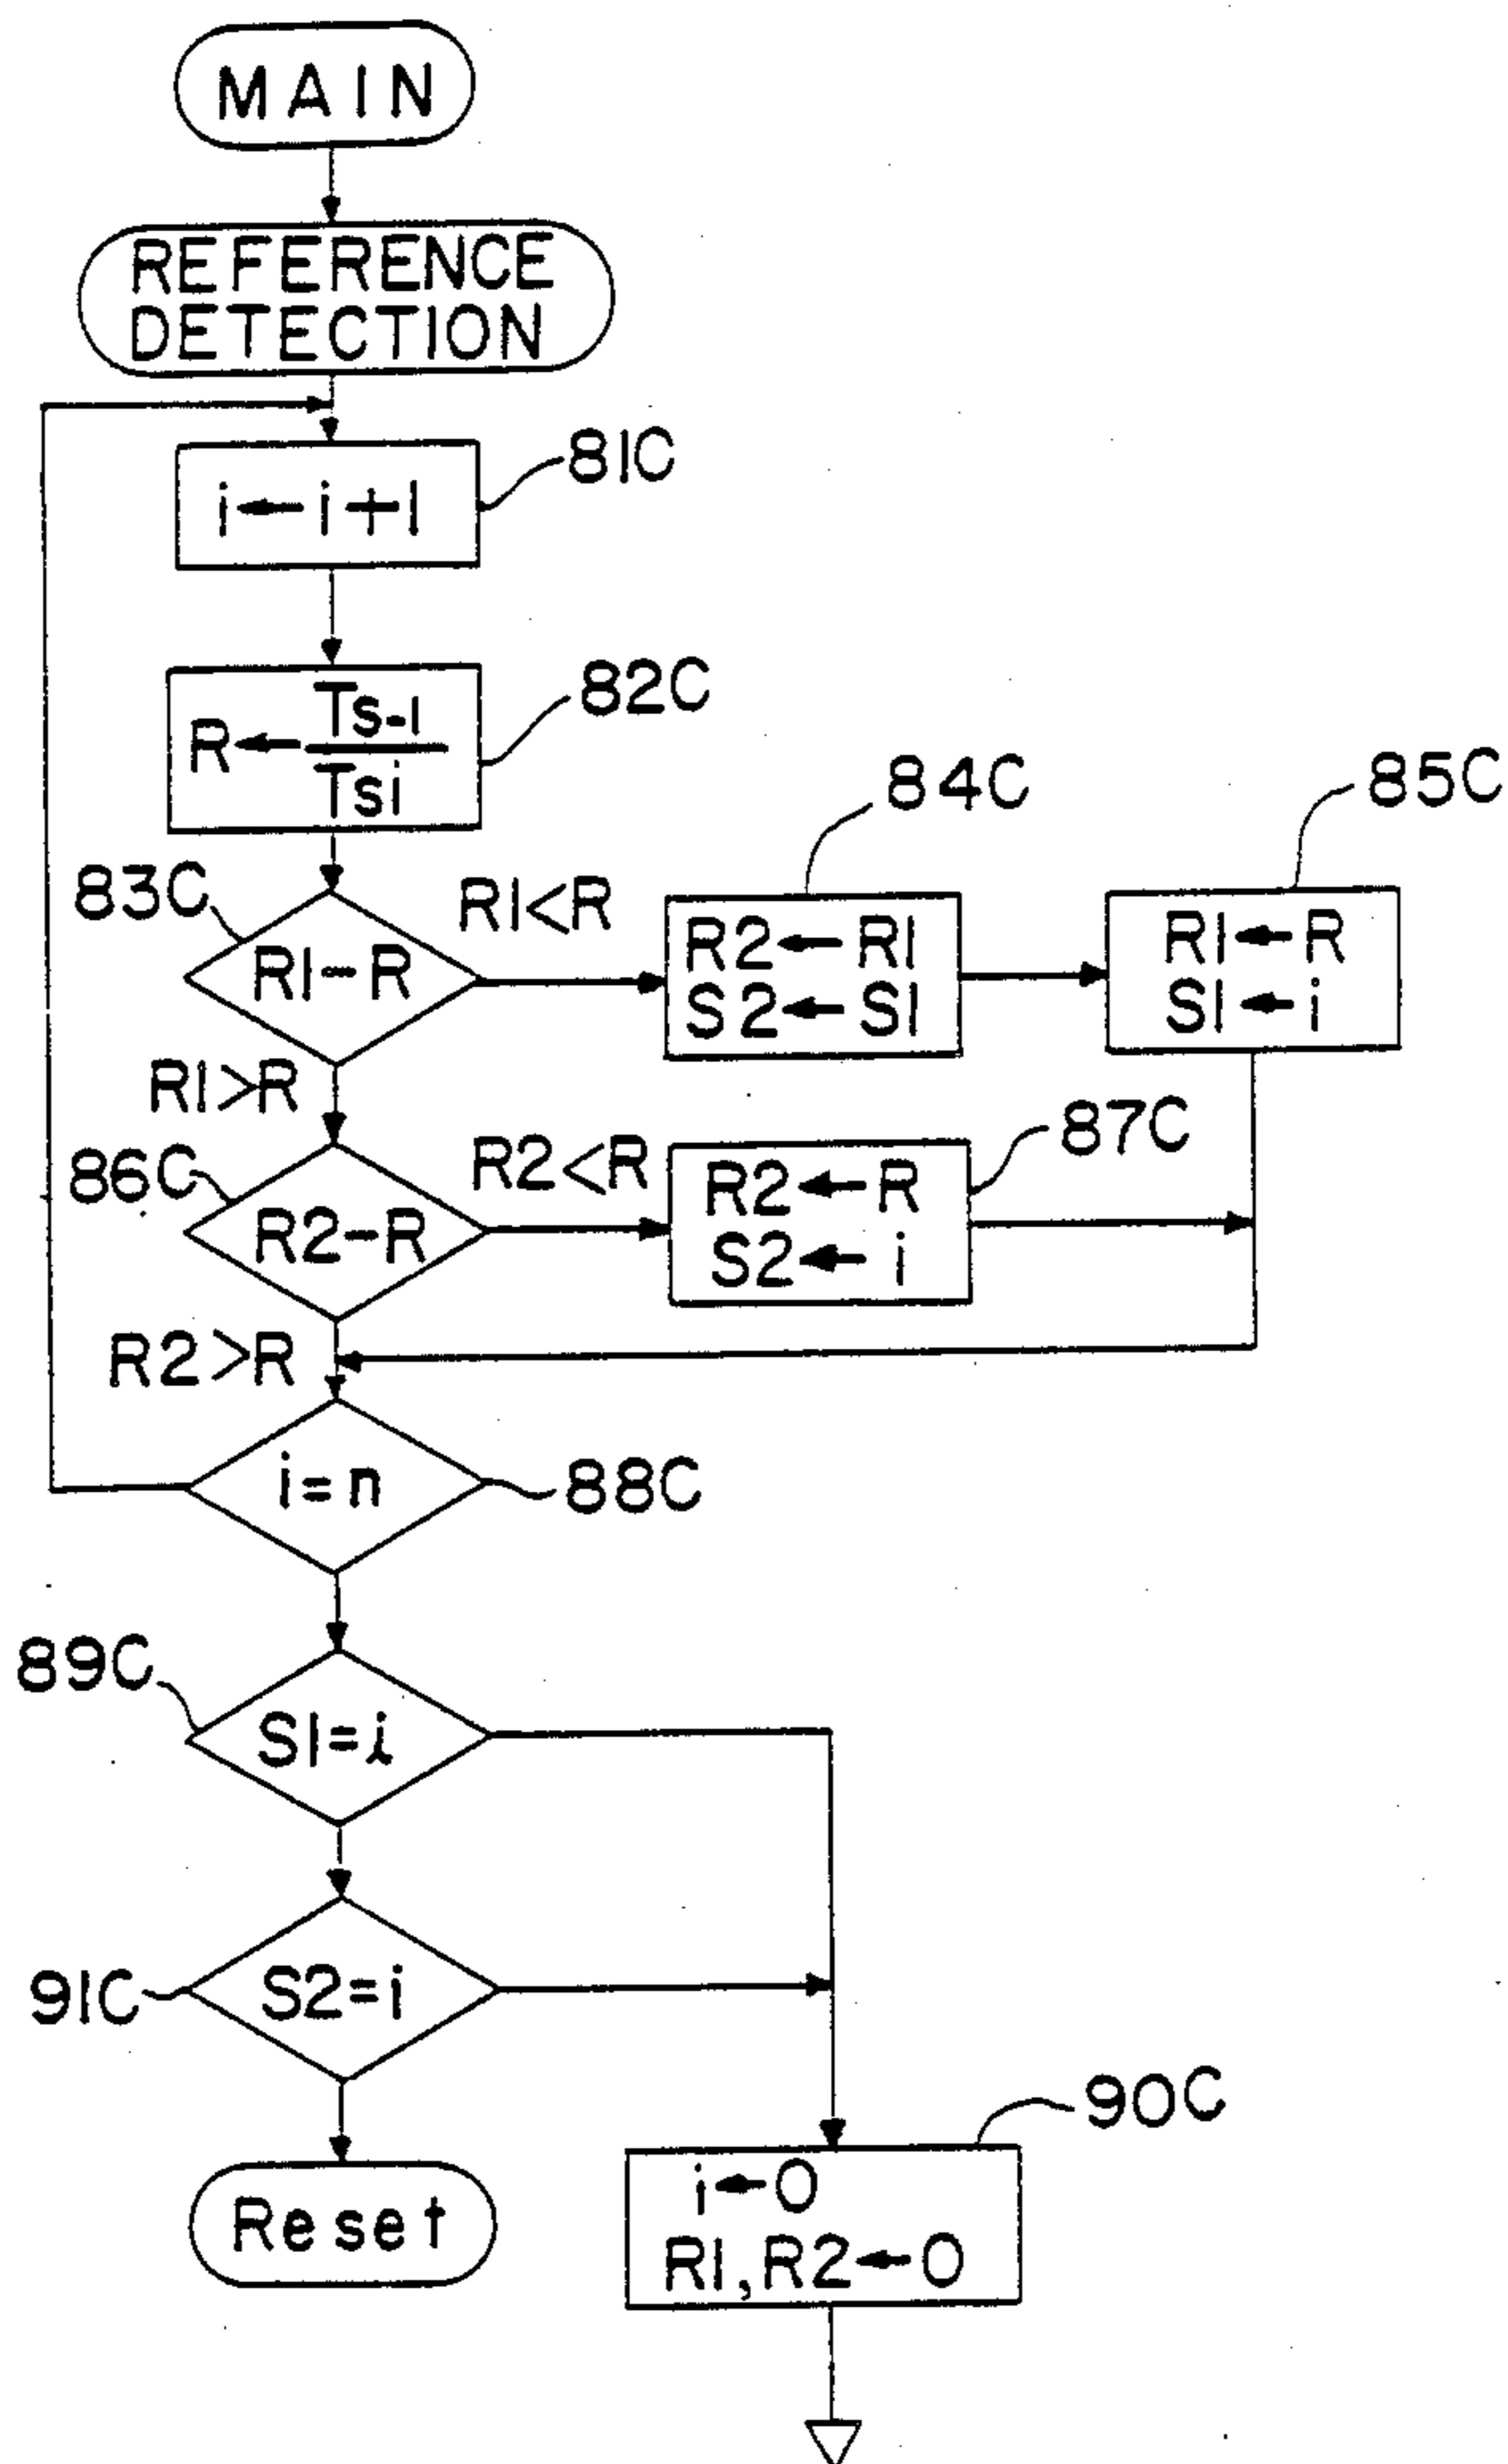 MAIN
REFERENCE
DETECTION
81C
i←i+1
82C
R←Ts-1/Tsi
84C
85C
83C
R1<R
R1-R
R2←R1
S2←S1
R1←R
S1←i
R1>R
87C
86C
R2<R
R2-R
R2←R
S2←i
R2>R
i=n
88C
89C
S1=i
91C
S2=i
90C
Reset
i←0
R1,R2←0